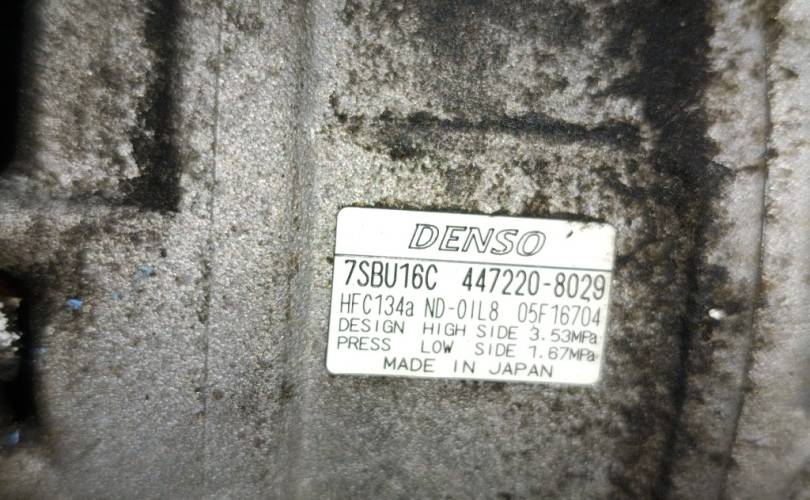 DENSO
7SBU16C 447220-8029
HFC134a ND-OIL8 05F16704
DESIGN HIGH SIDE 3.53MPa
PRESS LOW SIDE 1.67MPa
MADE IN JAPAN